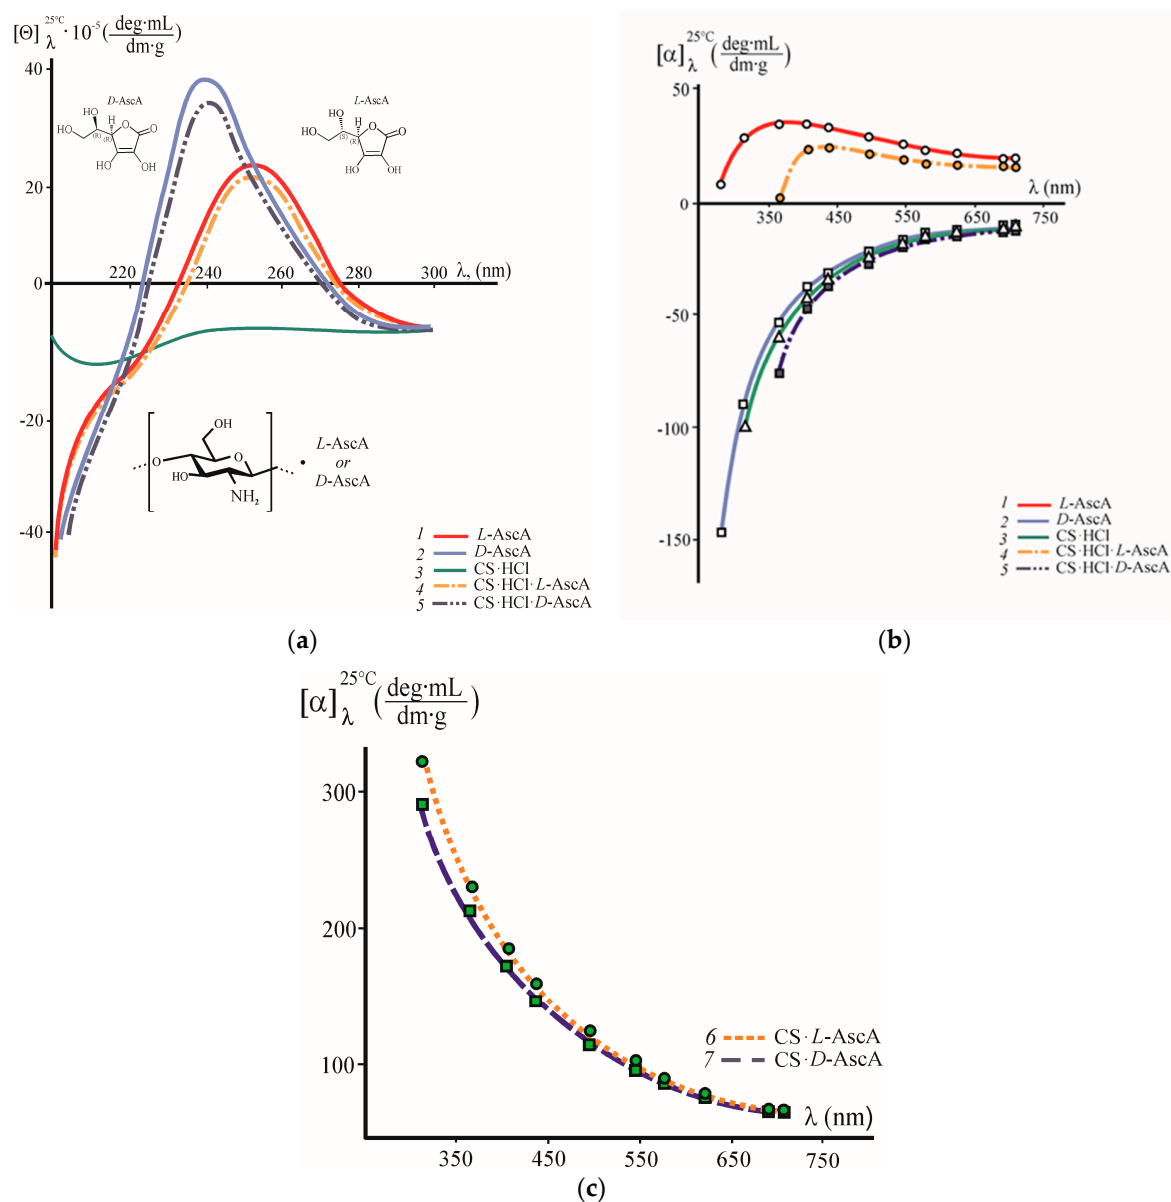 [Θ] 25°C λ ·10-5 (deg·mL / dm·g)
40
20
0
-20
-40
220
240
260
280
300
λ, (nm)
D-AscA
HO
HO
H
O
O
(R)
(R)
HO
OH
L-AscA
OH
HO
H
O
O
(S)
(R)
HO
OH
OH
O
O
HO
NH2
• L-AscA
or
D-AscA
1 L-AscA
2 D-AscA
3 CS·HCl
4 CS·HCl·L-AscA
5 CS·HCl·D-AscA
(a)
[α] 25°C λ (deg·mL / dm·g)
50
0
-50
-100
-150
350
450
550
650
750
λ (nm)
1 L-AscA
2 D-AscA
3 CS·HCl
4 CS·HCl·L-AscA
5 CS·HCl·D-AscA
(b)
[α] 25°C λ (deg·mL / dm·g)
300
200
100
6 CS·L-AscA
7 CS·D-AscA
λ (nm)
350
450
550
650
750
(c)